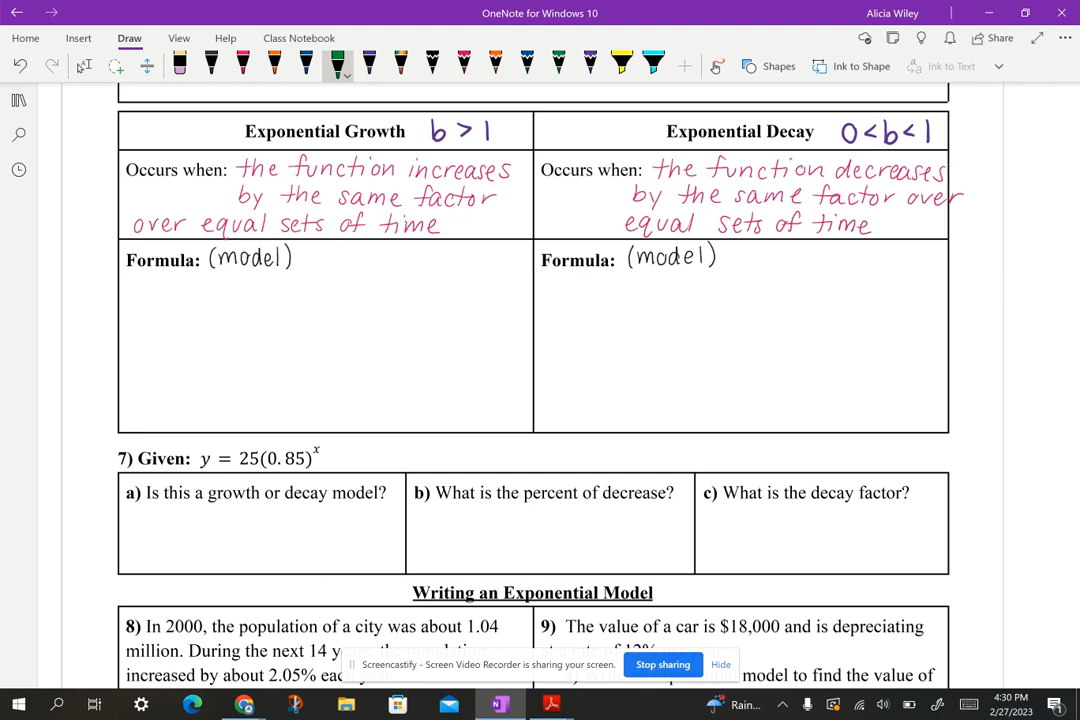 OneNote for Windows 10
Alicia Wiley
Home Insert Draw View Help Class Notebook
Share
Shapes Ink to Shape Ink to Text
Exponential Growth b > 1
Exponential Decay 0 < b < 1
Occurs when: the function increases
by the same factor
over equal sets of time
Occurs when: the function decreases
by the same factor over
equal sets of time
Formula: (model)
Formula: (model)
7) Given: y = 25(0.85)^x
a) Is this a growth or decay model?
b) What is the percent of decrease?
c) What is the decay factor?
Writing an Exponential Model
8) In 2000, the population of a city was about 1.04
million. During the next 14
increased by about 2.05%
9) The value of a car is $18,000 and is depreciating
model to find the value of
Screencastify - Screen Video Recorder is sharing your screen.
Stop sharing
Hide
Rain...
4:30 PM
2/27/2023